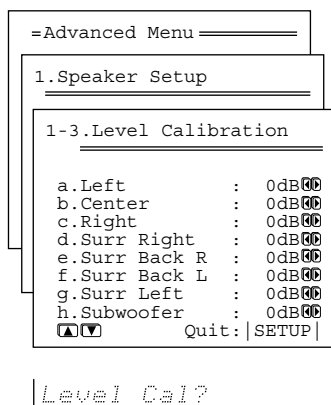 =Advanced Menu
1.Speaker Setup
1-3.Level Calibration
a.Left : 0dB
b.Center : 0dB
c.Right : 0dB
d.Surr Right : 0dB
e.Surr Back R : 0dB
f.Surr Back L : 0dB
g.Surr Left : 0dB
h.Subwoofer : 0dB
Quit:|SETUP|
Level Cal?